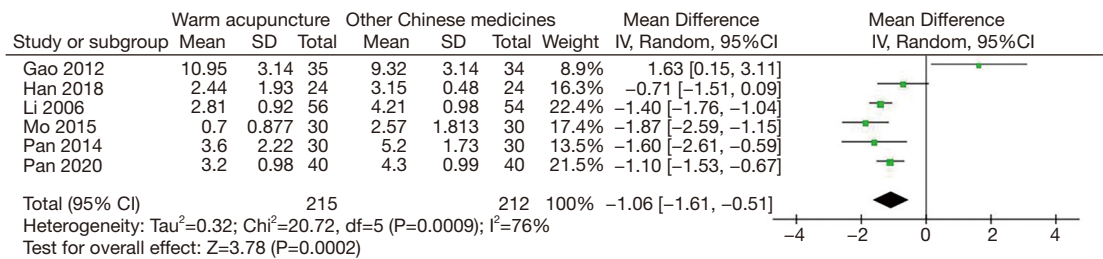 Warm acupuncture Other Chinese medicines Mean Difference Mean Difference
Study or subgroup Mean SD Total Mean SD Total Weight IV, Random, 95%CI IV, Random, 95%CI
Gao 2012 10.95 3.14 35 9.32 3.14 34 8.9% 1.63 [0.15, 3.11]
Han 2018 2.44 1.93 24 3.15 0.48 24 16.3% −0.71 [−1.51, 0.09]
Li 2006 2.81 0.92 56 4.21 0.98 54 22.4% −1.40 [−1.76, −1.04]
Mo 2015 0.7 0.877 30 2.57 1.813 30 17.4% −1.87 [−2.59, −1.15]
Pan 2014 3.6 2.22 30 5.2 1.73 30 13.5% −1.60 [−2.61, −0.59]
Pan 2020 3.2 0.98 40 4.3 0.99 40 21.5% −1.10 [−1.53, −0.67]
Total (95% CI) 215 212 100% −1.06 [−1.61, −0.51]
Heterogeneity: Tau²=0.32; Chi²=20.72, df=5 (P=0.0009); I²=76%
Test for overall effect: Z=3.78 (P=0.0002)
−4 −2 0 2 4